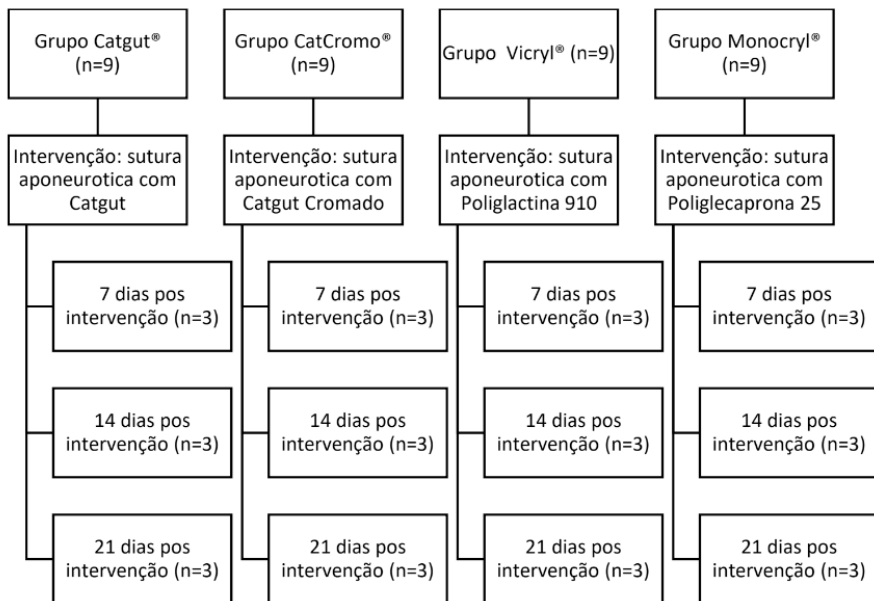 Grupo Catgut®
(n=9)
Grupo CatCromo®
(n=9)
Grupo Vicryl® (n=9)
Grupo Monocryl®
(n=9)
Intervenção: sutura
aponeurotica com
Catgut
Intervenção: sutura
aponeurotica com
Catgut Cromado
Intervenção: sutura
aponeurotica com
Poliglactina 910
Intervenção: sutura
aponeurotica com
Poliglecaprona 25
7 dias pos
intervenção (n=3)
7 dias pos
intervenção (n=3)
7 dias pos
intervenção (n=3)
7 dias pos
intervenção (n=3)
14 dias pos
intervenção (n=3)
14 dias pos
intervenção (n=3)
14 dias pos
intervenção (n=3)
14 dias pos
intervenção (n=3)
21 dias pos
intervenção (n=3)
21 dias pos
intervenção (n=3)
21 dias pos
intervenção (n=3)
21 dias pos
intervenção (n=3)